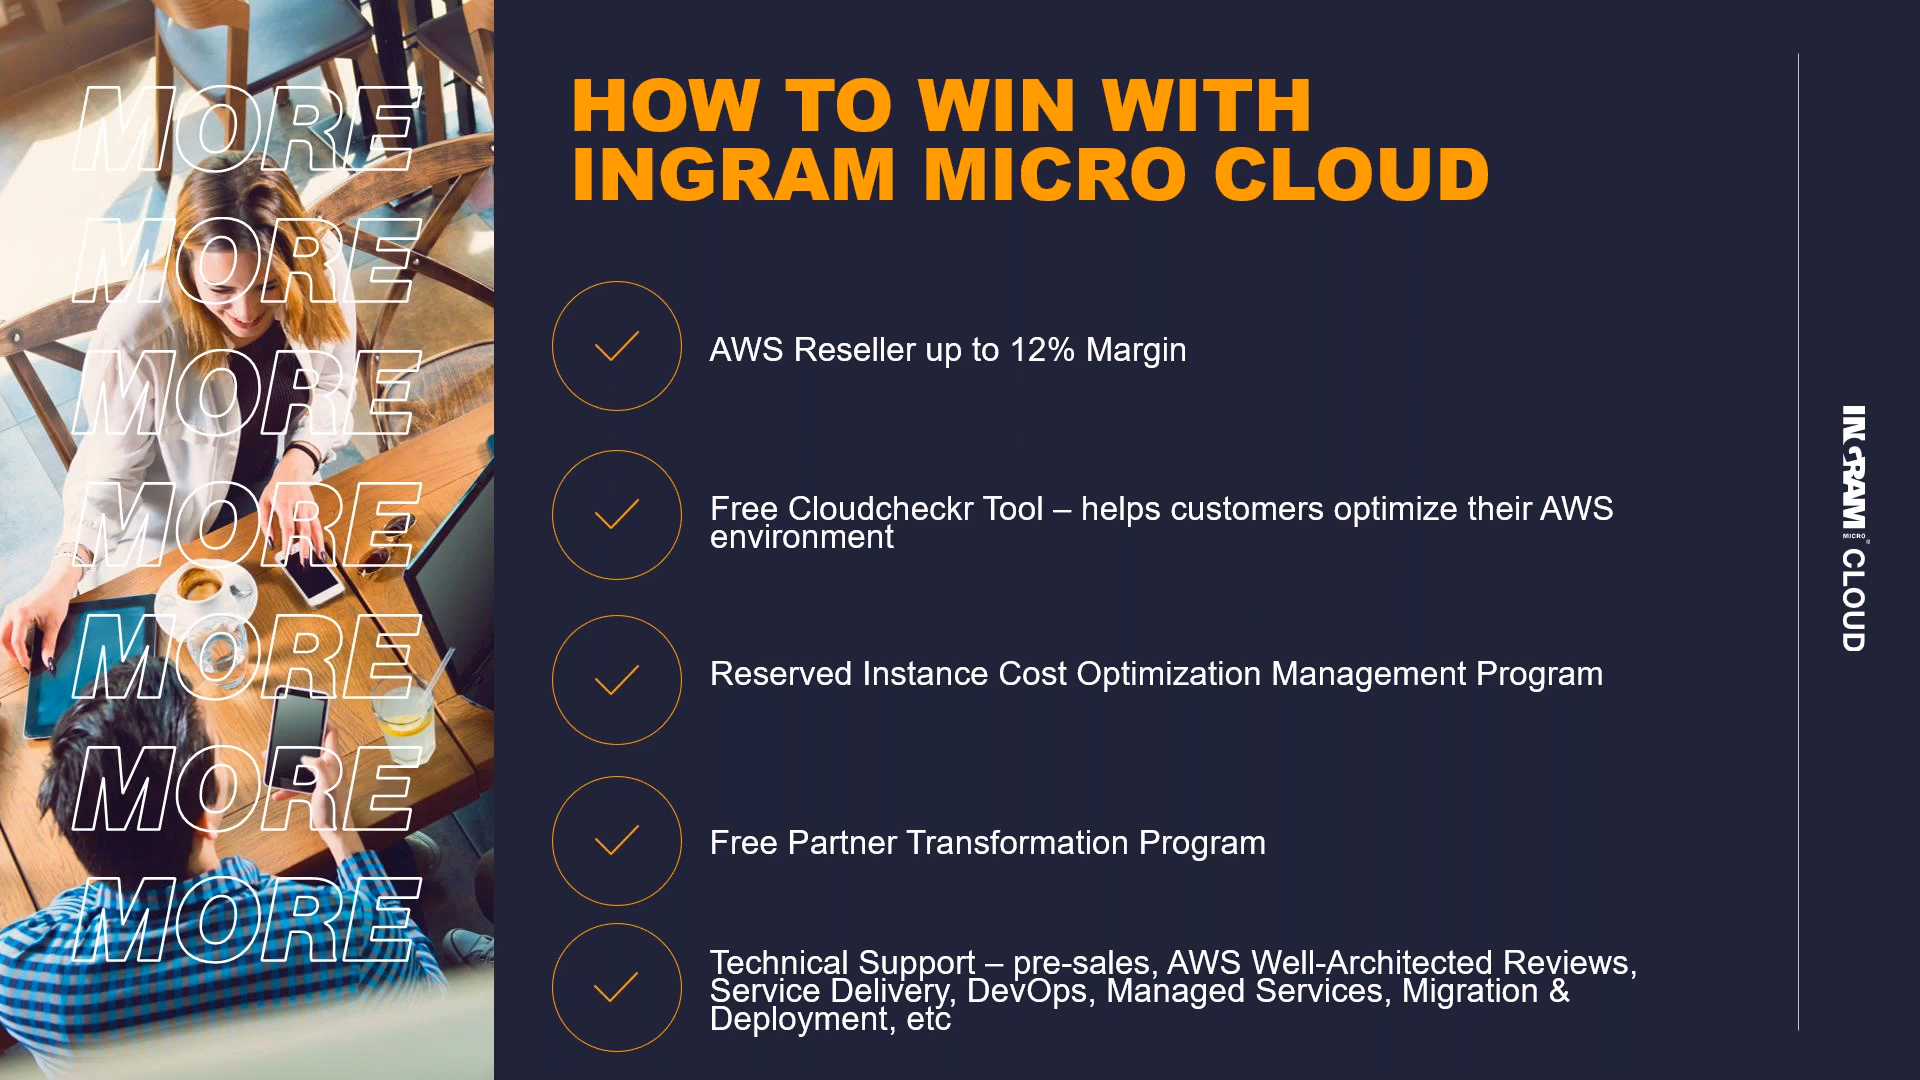 MORE
MORE
MORE
MORE
MORE
MORE
MORE
HOW TO WIN WITH
INGRAM MICRO CLOUD
AWS Reseller up to 12% Margin
Free Cloudcheckr Tool – helps customers optimize their AWS
environment
Reserved Instance Cost Optimization Management Program
Free Partner Transformation Program
Technical Support – pre-sales, AWS Well-Architected Reviews,
Service Delivery, DevOps, Managed Services, Migration &
Deployment, etc
INGRAM MICRO® CLOUD